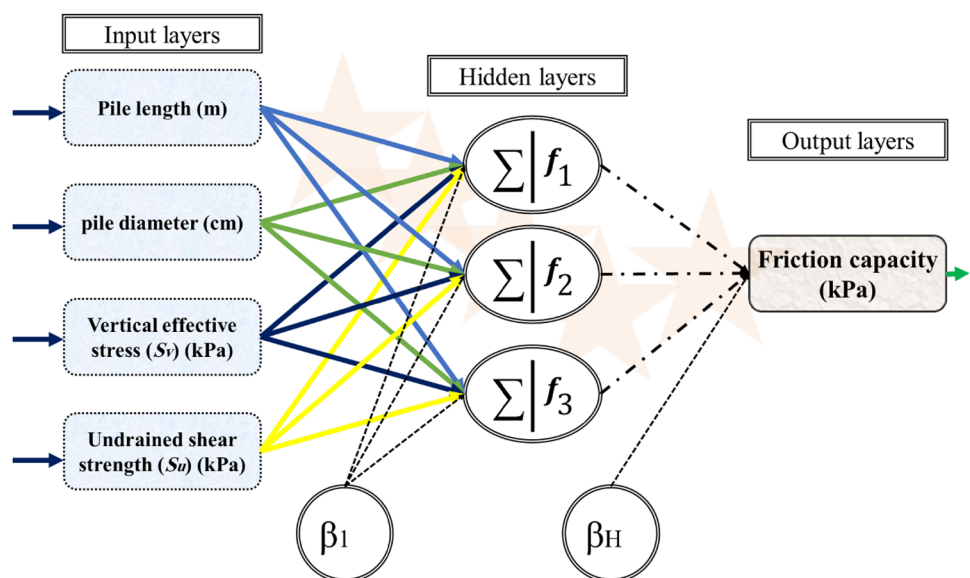 Input layers
Pile length (m)
pile diameter (cm)
Vertical effective
stress (Sv) (kPa)
Undrained shear
strength (Su) (kPa)
Hidden layers
∑|f1
∑|f2
∑|f3
β1
βH
Output layers
Friction capacity
(kPa)